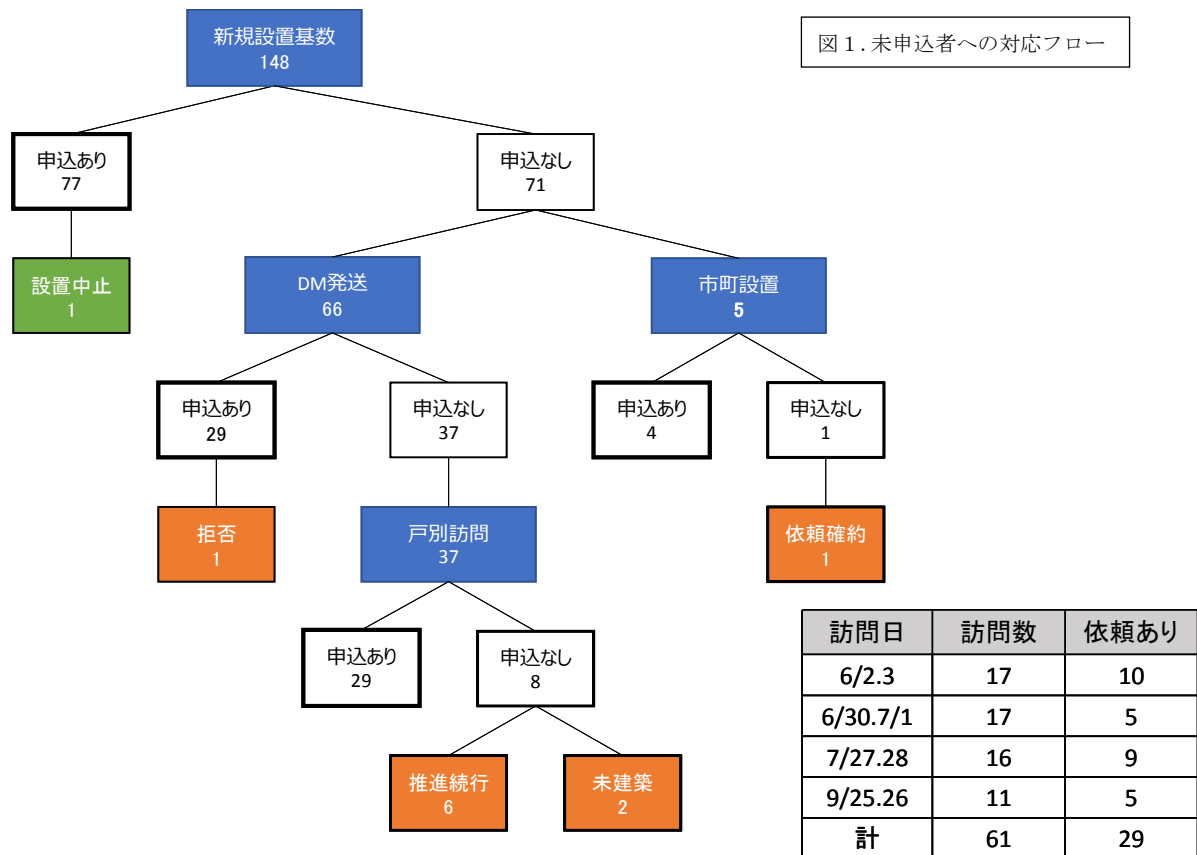 図１.未申込者への対応フロー
新規設置基数
148
申込あり
77
申込なし
71
設置中止
1
DM発送
66
市町設置
5
申込あり
29
申込なし
37
申込あり
4
申込なし
1
拒否
1
戸別訪問
37
依頼確約
1
申込あり
29
申込なし
8
推進続行
6
未建築
2
訪問日 訪問数 依頼あり
6/2.3 17 10
6/30.7/1 17 5
7/27.28 16 9
9/25.26 11 5
計 61 29